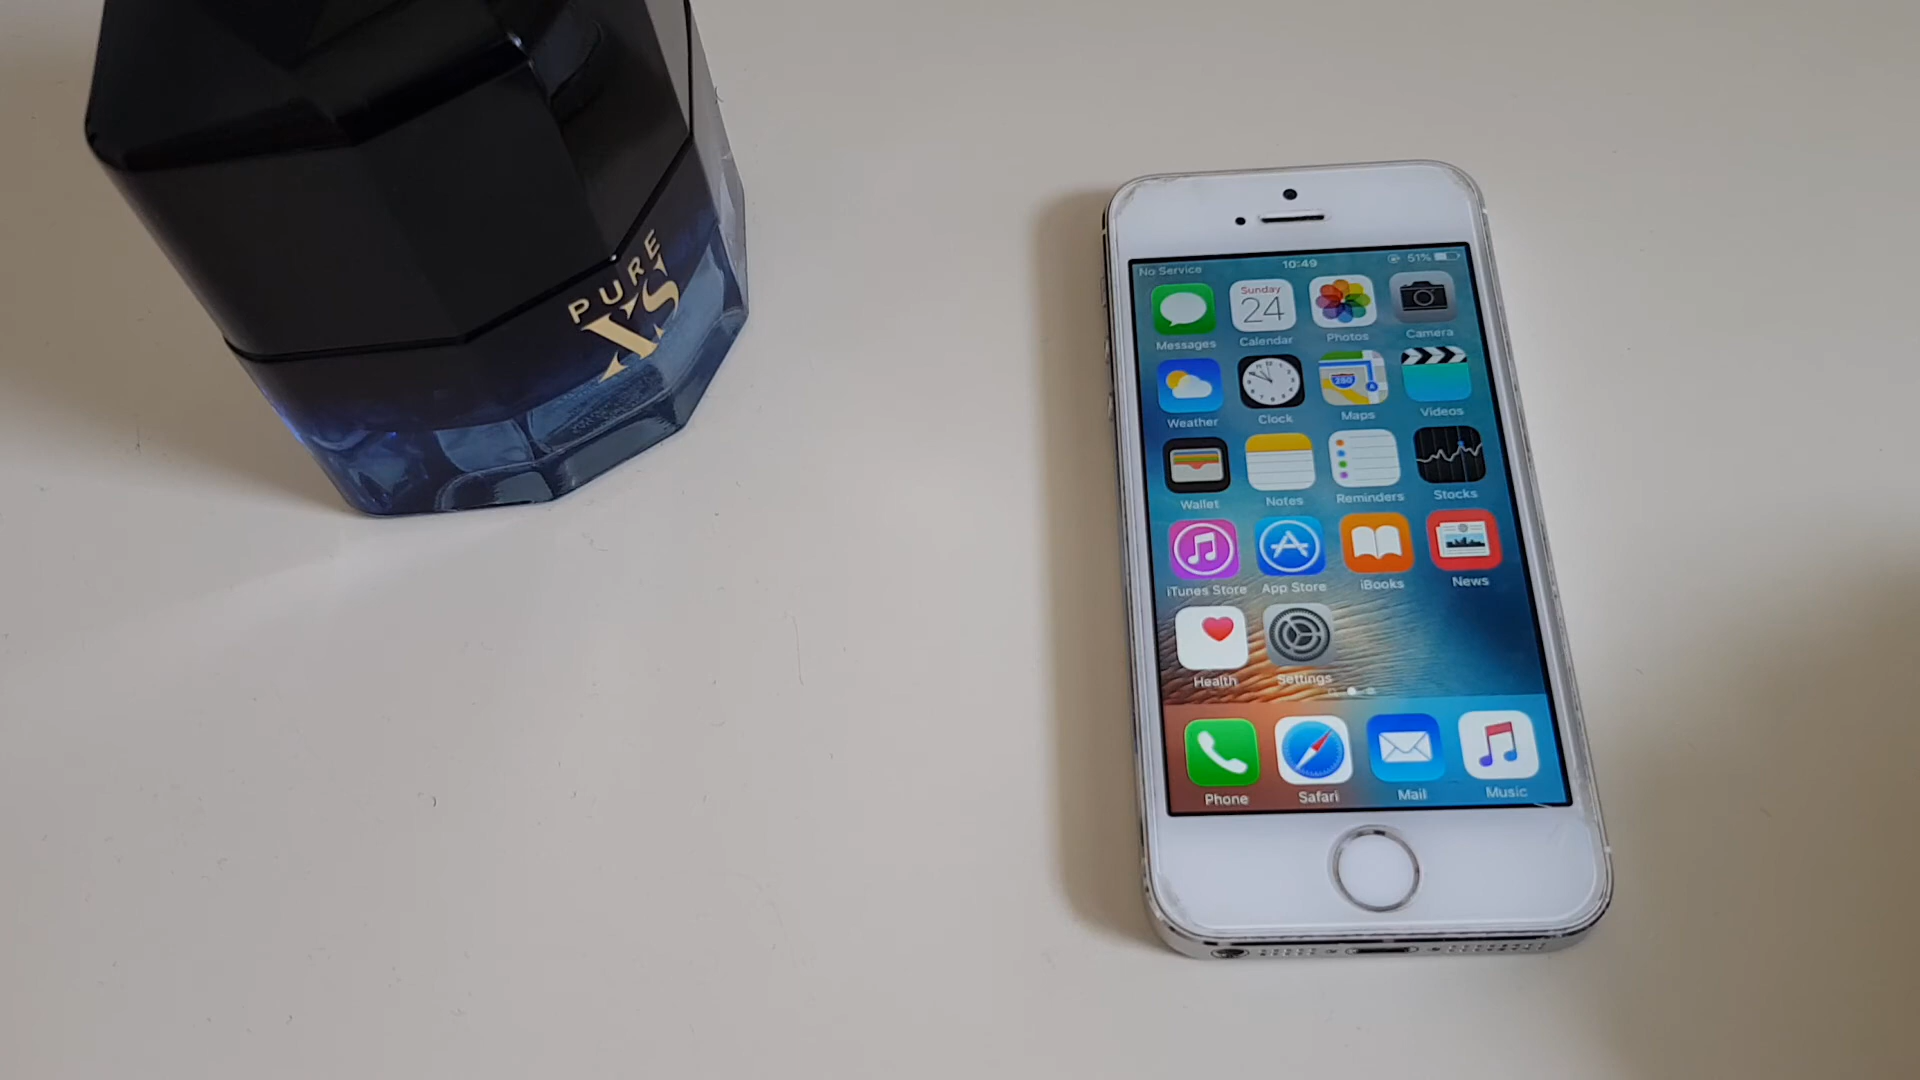 PURE
XS
No Service 10:49 51%
Sunday
24
Messages Calendar Photos Camera
280
Weather Clock Maps Videos
Wallet Notes Reminders Stocks
iTunes Store App Store iBooks News
Health Settings
Phone Safari Mail Music